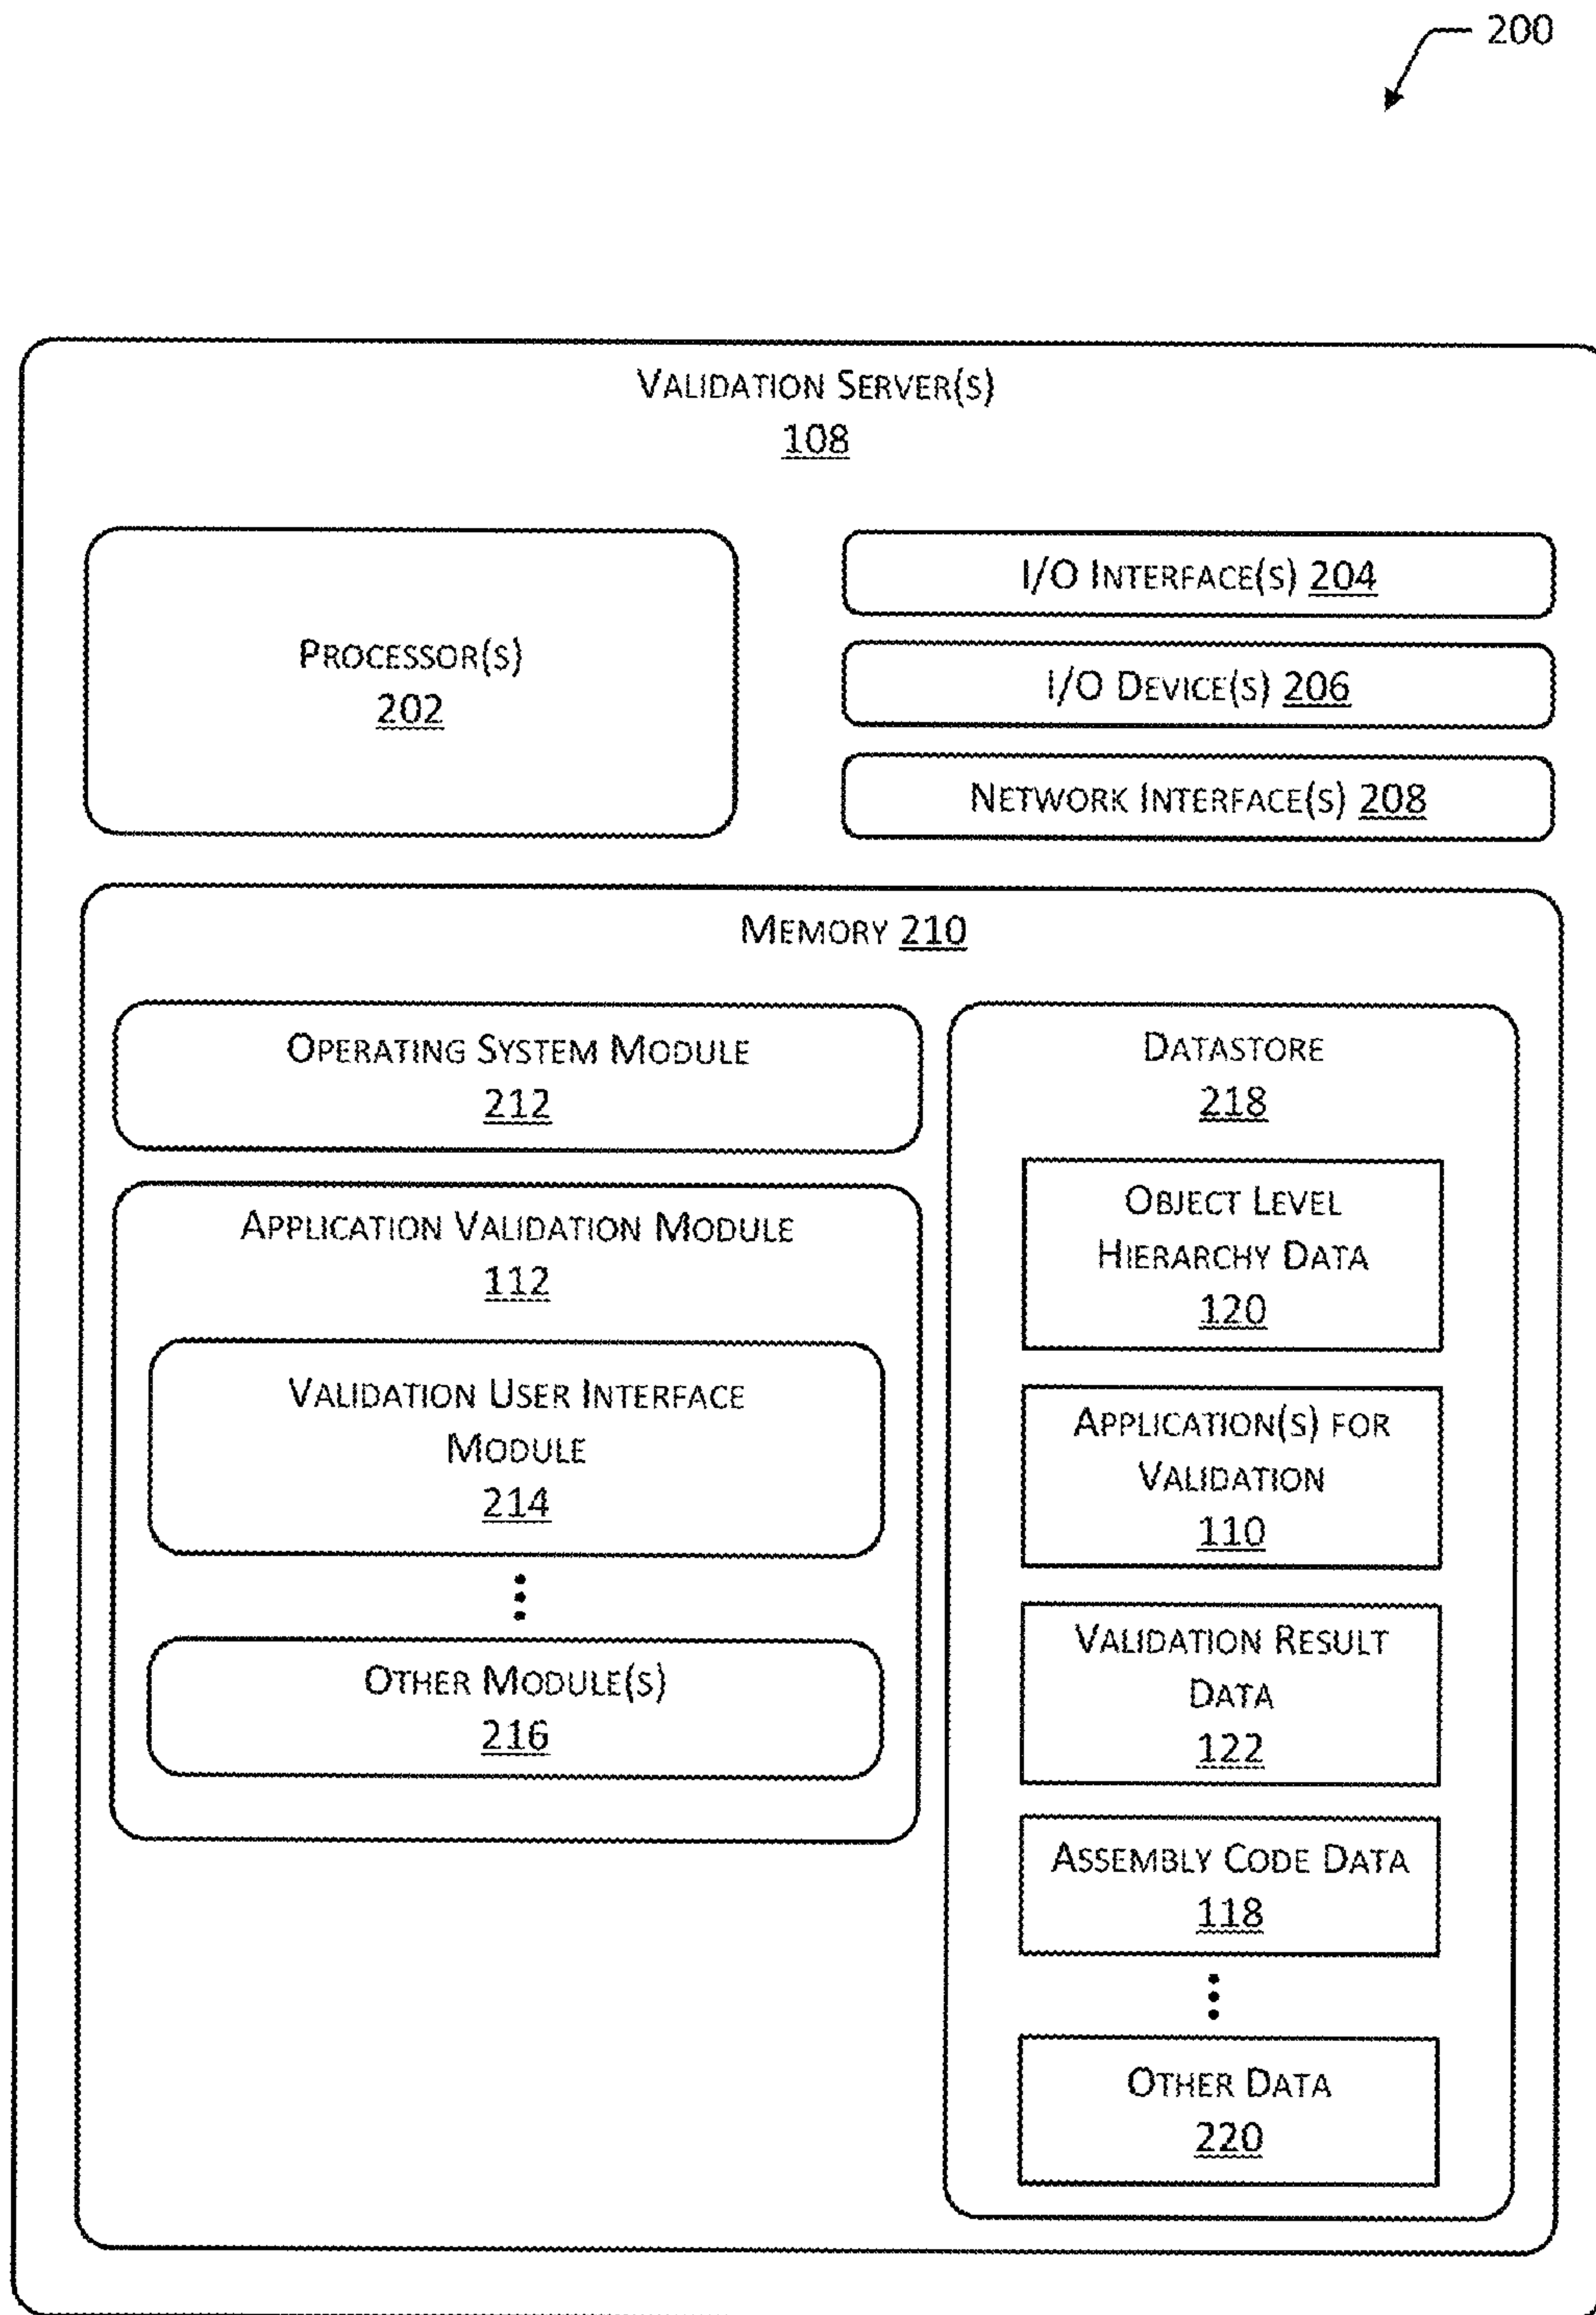 200
VALIDATION SERVER(S)
108
PROCESSOR(S)
202
I/O INTERFACE(S) 204
I/O DEVICE(S) 206
NETWORK INTERFACE(S) 208
MEMORY 210
OPERATING SYSTEM MODULE
212
APPLICATION VALIDATION MODULE
112
VALIDATION USER INTERFACE
MODULE
214
OTHER MODULE(S)
216
DATASTORE
218
OBJECT LEVEL
HIERARCHY DATA
120
APPLICATION(S) FOR
VALIDATION
110
VALIDATION RESULT
DATA
122
ASSEMBLY CODE DATA
118
OTHER DATA
220